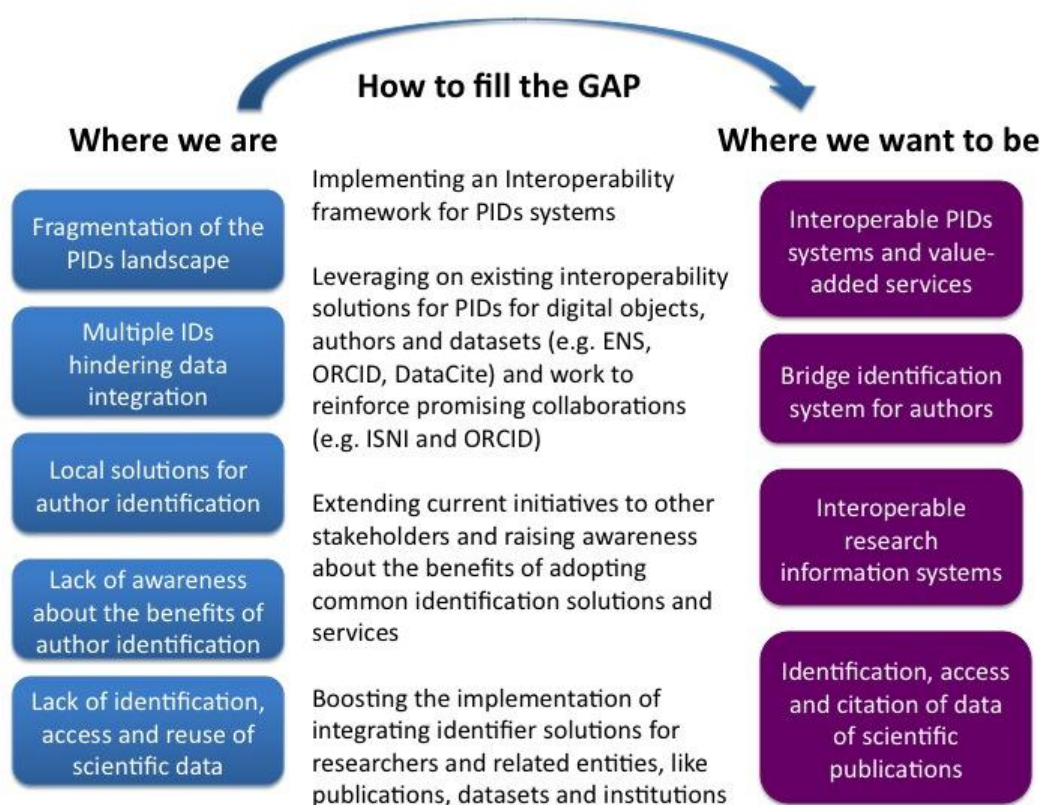 How to fill the GAP
Where we are
Fragmentation of the
PIDs landscape
Multiple IDs
hindering data
integration
Local solutions for
author identification
Lack of awareness
about the benefits of
author identification
Lack of identification,
access and reuse of
scientific data
Implementing an Interoperability
framework for PIDs systems
Leveraging on existing interoperability
solutions for PIDs for digital objects,
authors and datasets (e.g. ENS,
ORCID, DataCite) and work to
reinforce promising collaborations
(e.g. ISNI and ORCID)
Extending current initiatives to other
stakeholders and raising awareness
about the benefits of adopting
common identification solutions and
services
Boosting the implementation of
integrating identifier solutions for
researchers and related entities, like
publications, datasets and institutions
Where we want to be
Interoperable PIDs
systems and value-
added services
Bridge identification
system for authors
Interoperable
research
information systems
Identification, access
and citation of data
of scientific
publications